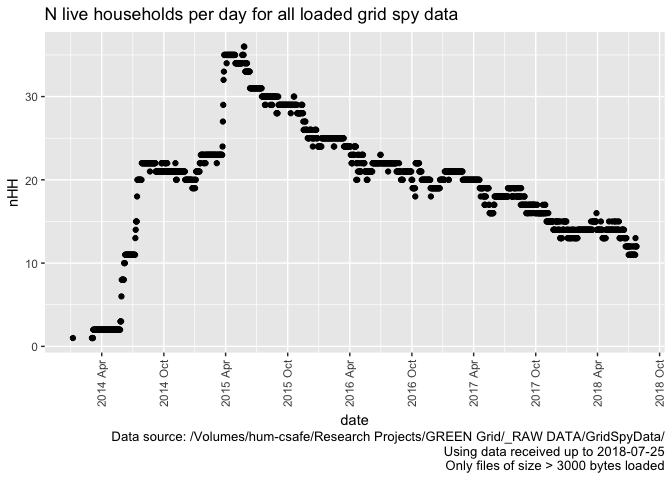 N live households per day for all loaded grid spy data
nHH
30
20
10
0
2014 Apr
2014 Oct
2015 Apr
2015 Oct
2016 Apr
2016 Oct
2017 Apr
2017 Oct
2018 Apr
2018 Oct
date
Data source: /Volumes/hum-csafe/Research Projects/GREEN Grid/_RAW DATA/GridSpyData/
Using data received up to 2018-07-25
Only files of size > 3000 bytes loaded